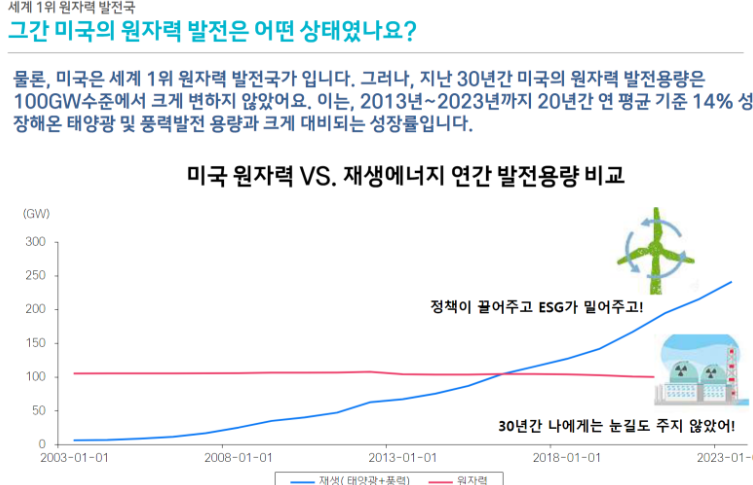 세계 1위 원자력 발전국
그간 미국의 원자력 발전은 어떤 상태였나요?
물론, 미국은 세계 1위 원자력 발전국가 입니다. 그러나, 지난 30년간 미국의 원자력 발전용량은
100GW수준에서 크게 변하지 않았어요. 이는, 2013년~2023년까지 20년간 연 평균 기준 14% 성
장해온 태양광 및 풍력발전 용량과 크게 대비되는 성장률입니다.
미국 원자력 VS. 재생에너지 연간 발전용량 비교
(GW)
300
250
200
150
100
50
0
정책이 끌어주고 ESG가 밀어주고!
30년간 나에게는 눈길도 주지 않았어!
2003-01-01 2008-01-01 2013-01-01 2018-01-01 2023-01-0
재생(태양광+풍력) 원자력